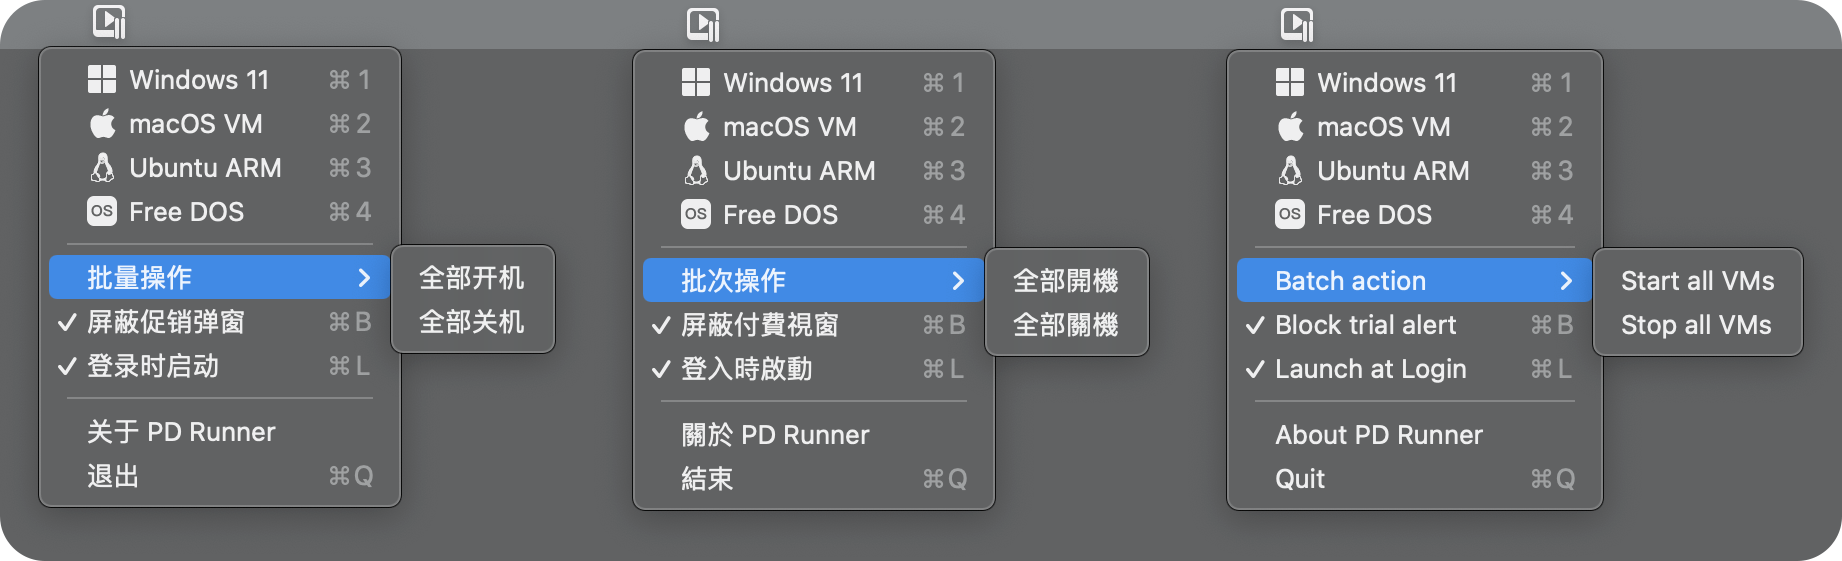 Windows 11 ⌘ 1
macOS VM ⌘ 2
Ubuntu ARM ⌘ 3
OS Free DOS ⌘ 4
批量操作
全部开机
全部关机
屏蔽促销弹窗 ⌘ B
登录时启动 ⌘ L
关于 PD Runner
退出 ⌘ Q
Windows 11 ⌘ 1
macOS VM ⌘ 2
Ubuntu ARM ⌘ 3
OS Free DOS ⌘ 4
批次操作
全部開機
全部關機
屏蔽付費視窗 ⌘ B
登入時啟動 ⌘ L
關於 PD Runner
結束 ⌘ Q
Windows 11 ⌘ 1
macOS VM ⌘ 2
Ubuntu ARM ⌘ 3
OS Free DOS ⌘ 4
Batch action
Start all VMs
Stop all VMs
Block trial alert ⌘ B
Launch at Login ⌘ L
About PD Runner
Quit ⌘ Q